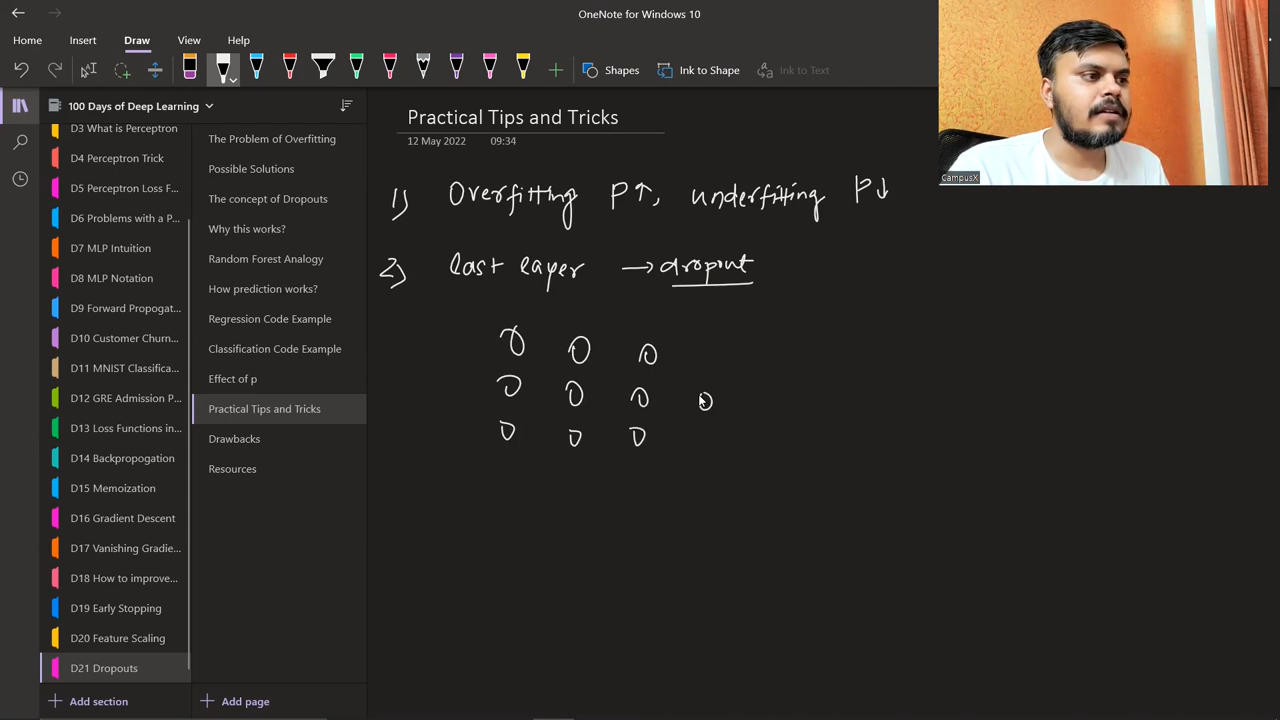 OneNote for Windows 10
Home Insert Draw View Help
Shapes Ink to Shape Ink to Text
100 Days of Deep Learning
D3 What is Perceptron
D4 Perceptron Trick
D5 Perceptron Loss F...
D6 Problems with a P...
D7 MLP Intuition
D8 MLP Notation
D9 Forward Propogat...
D10 Customer Churn...
D11 MNIST Classifica...
D12 GRE Admission P...
D13 Loss Functions in...
D14 Backpropogation
D15 Memoization
D16 Gradient Descent
D17 Vanishing Gradie...
D18 How to improve...
D19 Early Stopping
D20 Feature Scaling
D21 Dropouts
Add section
The Problem of Overfitting
Possible Solutions
The concept of Dropouts
Why this works?
Random Forest Analogy
How prediction works?
Regression Code Example
Classification Code Example
Effect of p
Practical Tips and Tricks
Drawbacks
Resources
Add page
Practical Tips and Tricks
12 May 2022 09:34
1) Overfitting P↑, underfitting P↓
2) last layer → dropout
CampusX